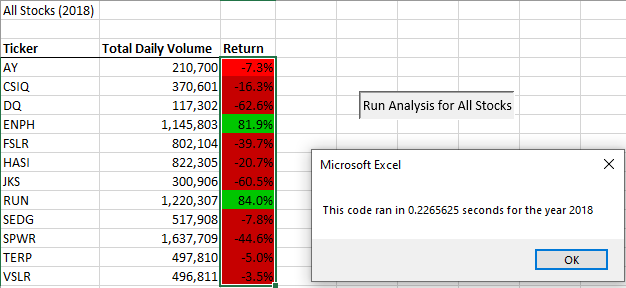 All Stocks (2018)
Ticker Total Daily Volume Return
AY 210,700 -7.3%
CSIQ 370,601 -16.3%
DQ 117,302 -62.6%
ENPH 1,145,803 81.9%
FSLR 802,104 -39.7%
HASI 822,305 -20.7%
JKS 300,906 -60.5%
RUN 1,220,307 84.0%
SEDG 517,908 -7.8%
SPWR 1,637,709 -44.6%
TERP 497,810 -5.0%
VSLR 496,811 -3.5%
Run Analysis for All Stocks
Microsoft Excel
This code ran in 0.2265625 seconds for the year 2018
OK